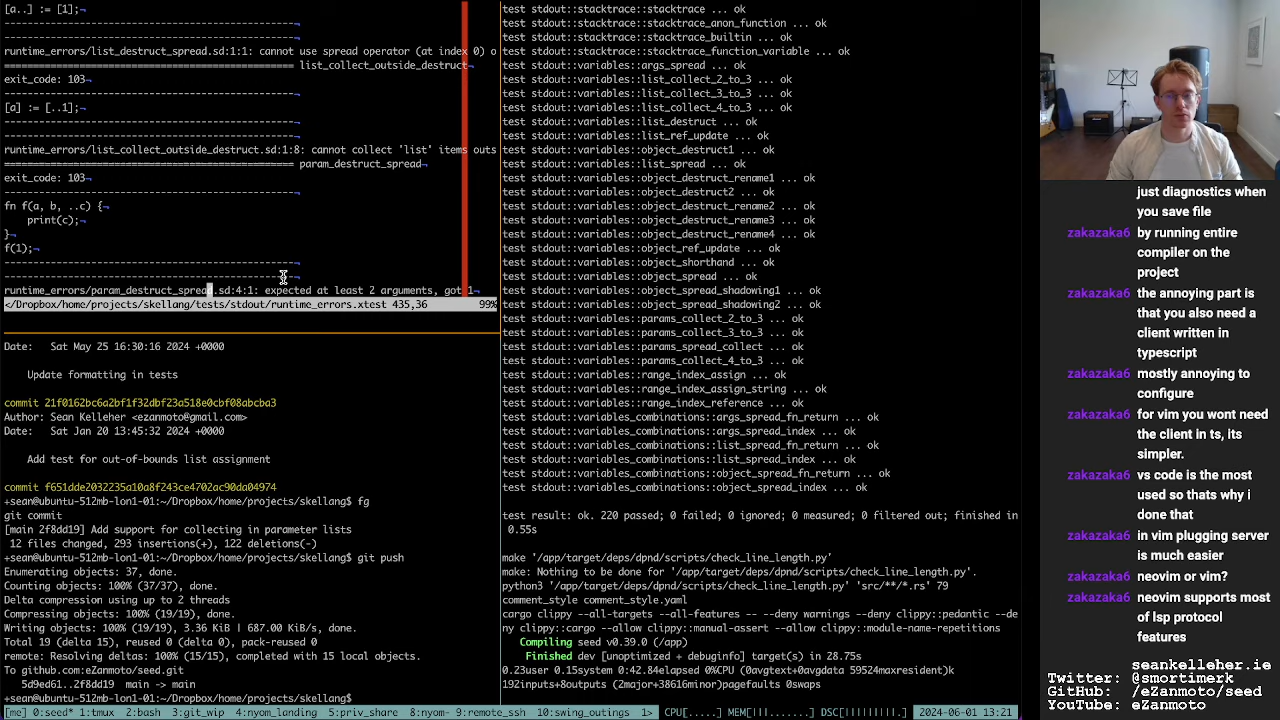 [a..] := [1];¬
------------------------------------------------¬
------------------------------------------------¬
runtime_errors/list_destruct_spread.sd:1:1: cannot use spread operator (at index 0) o
================================================ list_collect_outside_destruct¬
exit_code: 103
------------------------------------------------¬
[a] := [..1];¬
------------------------------------------------¬
------------------------------------------------¬
runtime_errors/list_collect_outside_destruct.sd:1:8: cannot collect 'list' items outs
================================================ param_destruct_spread¬
exit_code: 103
------------------------------------------------¬
fn f(a, b, ..c) {¬
    print(c);¬
}¬
f(1);¬
------------------------------------------------¬
------------------------------------------------¬
runtime_errors/param_destruct_spread.sd:4:1: expected at least 2 arguments, got 1¬
</Dropbox/home/projects/skellang/tests/stdout/runtime_errors.xtest 435,36 99%
Date:   Sat May 25 16:30:16 2024 +0000
    Update formatting in tests
commit 21f0162bc6a2bf1f32dbf23a518e0cbf08abcba3
Author: Sean Kelleher <ezanmoto@gmail.com>
Date:   Sat Jan 20 13:45:32 2024 +0000
    Add test for out-of-bounds list assignment
commit f651dde2032235a10a8f243ce4702ac90da04974
+sean@ubuntu-512mb-lon1-01:~/Dropbox/home/projects/skellang$ fg
git commit
[main 2f8dd19] Add support for collecting in parameter lists
 12 files changed, 293 insertions(+), 122 deletions(-)
+sean@ubuntu-512mb-lon1-01:~/Dropbox/home/projects/skellang$ git push
Enumerating objects: 37, done.
Counting objects: 100% (37/37), done.
Delta compression using up to 2 threads
Compressing objects: 100% (19/19), done.
Writing objects: 100% (19/19), 3.36 KiB | 687.00 KiB/s, done.
Total 19 (delta 15), reused 0 (delta 0), pack-reused 0
remote: Resolving deltas: 100% (15/15), completed with 15 local objects.
To github.com:eZanmoto/seed.git
   5d9ed61..2f8dd19  main -> main
+sean@ubuntu-512mb-lon1-01:~/Dropbox/home/projects/skellang$
test stdout::stacktrace::stacktrace ... ok
test stdout::stacktrace::stacktrace_anon_function ... ok
test stdout::stacktrace::stacktrace_builtin ... ok
test stdout::stacktrace::stacktrace_function_variable ... ok
test stdout::variables::args_spread ... ok
test stdout::variables::list_collect_2_to_3 ... ok
test stdout::variables::list_collect_3_to_3 ... ok
test stdout::variables::list_collect_4_to_3 ... ok
test stdout::variables::list_destruct ... ok
test stdout::variables::list_ref_update ... ok
test stdout::variables::object_destruct1 ... ok
test stdout::variables::list_spread ... ok
test stdout::variables::object_destruct_rename1 ... ok
test stdout::variables::object_destruct2 ... ok
test stdout::variables::object_destruct_rename2 ... ok
test stdout::variables::object_destruct_rename3 ... ok
test stdout::variables::object_destruct_rename4 ... ok
test stdout::variables::object_ref_update ... ok
test stdout::variables::object_shorthand ... ok
test stdout::variables::object_spread ... ok
test stdout::variables::object_spread_shadowing1 ... ok
test stdout::variables::object_spread_shadowing2 ... ok
test stdout::variables::params_collect_2_to_3 ... ok
test stdout::variables::params_collect_3_to_3 ... ok
test stdout::variables::params_spread_collect ... ok
test stdout::variables::params_collect_4_to_3 ... ok
test stdout::variables::range_index_assign ... ok
test stdout::variables::range_index_assign_string ... ok
test stdout::variables::range_index_reference ... ok
test stdout::variables_combinations::args_spread_fn_return ... ok
test stdout::variables_combinations::args_spread_index ... ok
test stdout::variables_combinations::list_spread_fn_return ... ok
test stdout::variables_combinations::list_spread_index ... ok
test stdout::variables_combinations::object_spread_fn_return ... ok
test stdout::variables_combinations::object_spread_index ... ok
test result: ok. 220 passed; 0 failed; 0 ignored; 0 measured; 0 filtered out; finished in
 0.55s
make '/app/target/deps/dpnd/scripts/check_line_length.py'
make: Nothing to be done for '/app/target/deps/dpnd/scripts/check_line_length.py'.
python3 '/app/target/deps/dpnd/scripts/check_line_length.py' 'src/**/*.rs' 79
comment_style comment_style.yaml
cargo clippy --all-targets --all-features -- --deny warnings --deny clippy::pedantic --de
ny clippy::cargo --allow clippy::manual-assert --allow clippy::module-name-repetitions
   Compiling seed v0.39.0 (/app)
    Finished dev [unoptimized + debuginfo] target(s) in 28.75s
0.23user 0.15system 0:42.84elapsed 0%CPU (0avgtext+0avgdata 59524maxresident)k
192inputs+8outputs (2major+38616minor)pagefaults 0swaps
just diagnostics when
you save file
zakazaka6 by running entire
compiler on the
project
zakazaka6 the annoying part is
that you also need a
client written in
typescript
zakazaka6 mostly annoying to
configure
zakazaka6 for vim you wont need
the client in ts, its
simpler.
zakazaka6 vs code is the most
used so thats why i
done that
zakazaka6 in vim plugging server
is much easier
zakazaka6 neovim or vim?
zakazaka6 neovim supports most
of lsp protocol
features
Twitter: @seankelleher.ie
GitHub: /ezanmoto/seed
[me] 0:seed* 1:tmux  2:bash  3:git_wip  4:nyom_landing  5:priv_share  8:nyom- 9:remote_ssh  10:swing_outings  1> CPU[.....] MEM[|||.......] DSC[|||||||||.] 2024-06-01 13:21